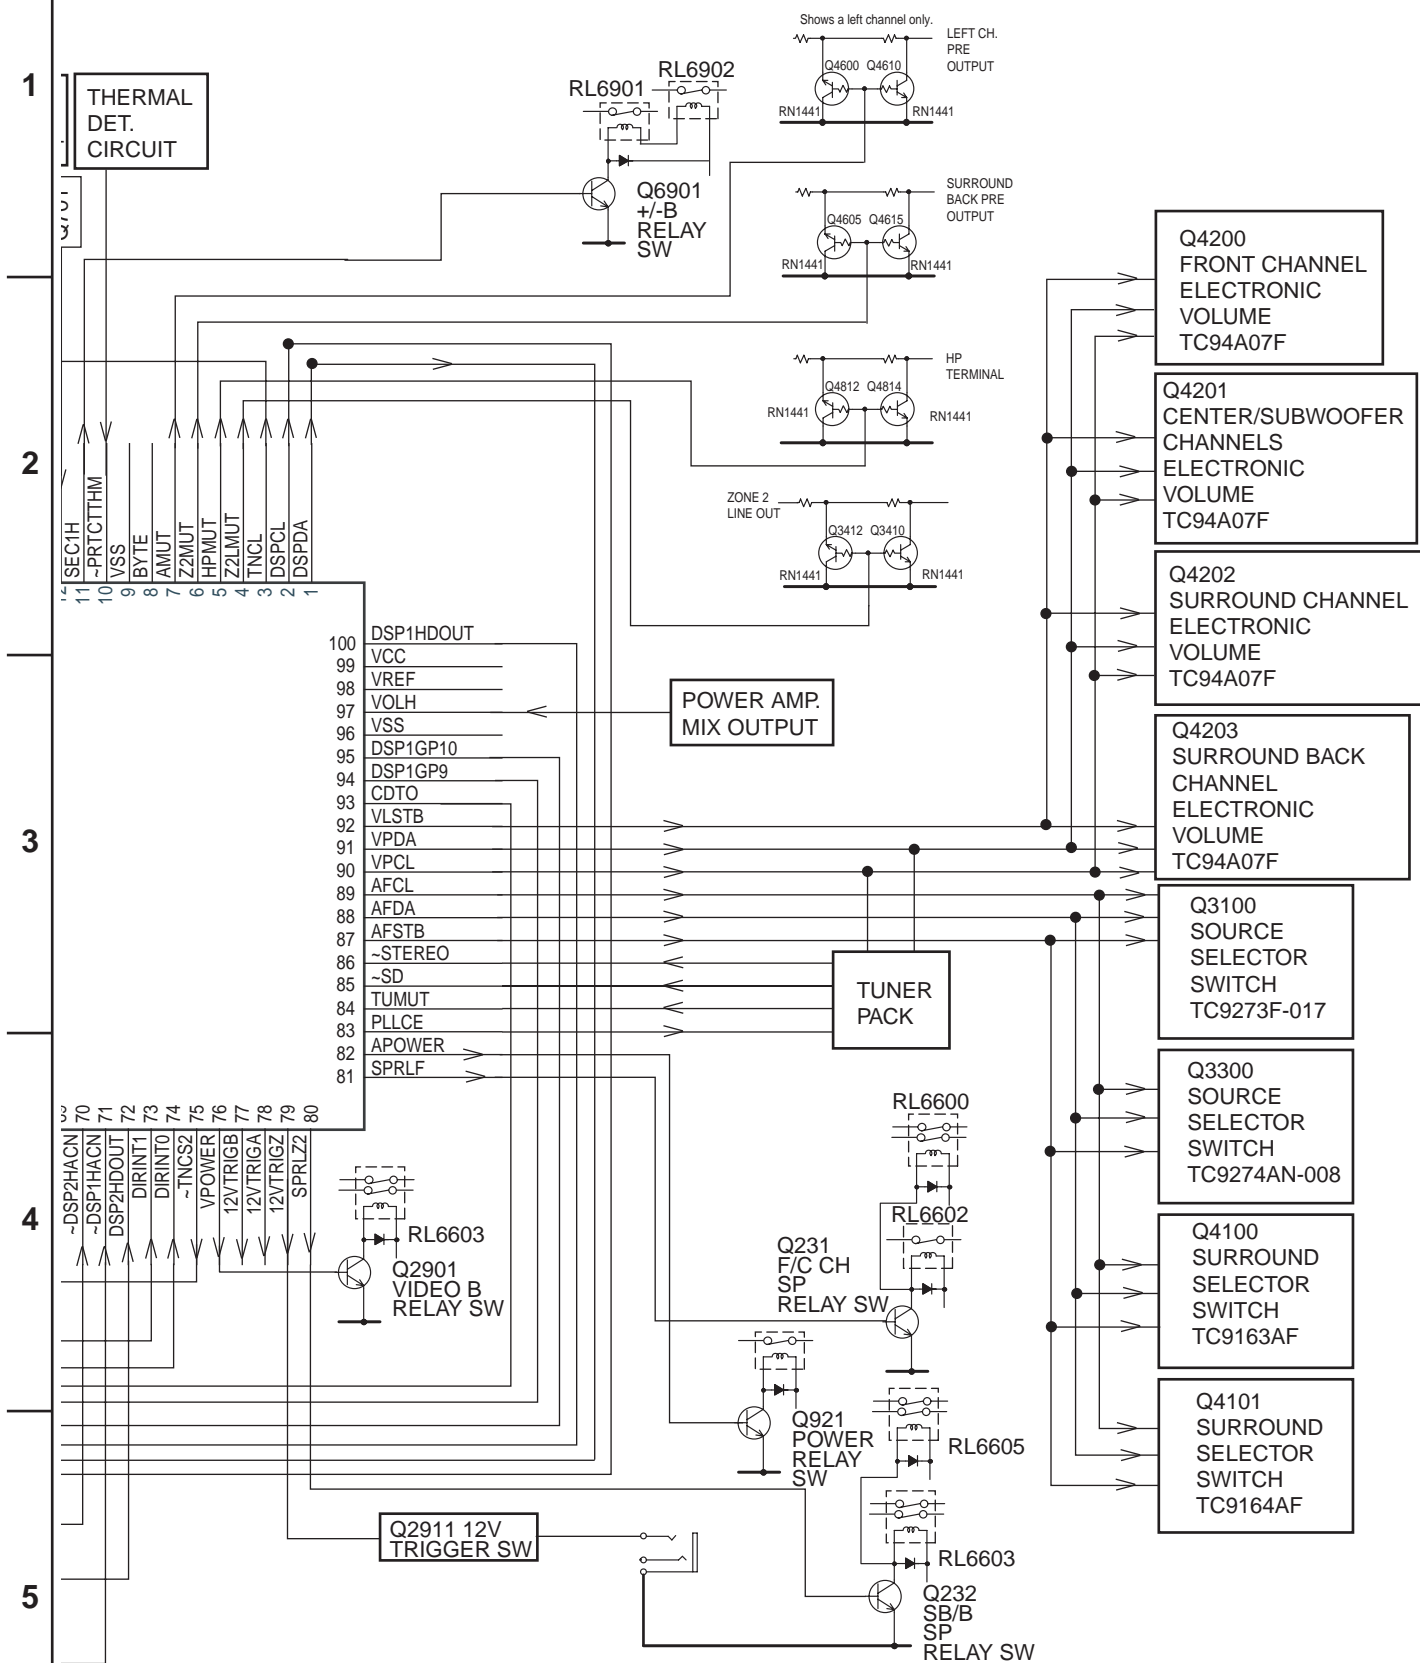 Shows a left channel only.
LEFT CH.
PRE
OUTPUT
Q4600
Q4610
RN1441
RN1441
1
THERMAL
DET.
CIRCUIT
RL6901
RL6902
Q6901
+/-B
RELAY
SW
SURROUND
BACK PRE
OUTPUT
Q4605
Q4615
RN1441
RN1441
Q4200
FRONT CHANNEL
ELECTRONIC
VOLUME
TC94A07F
HP
TERMINAL
Q4812
Q4814
RN1441
RN1441
Q4201
CENTER/SUBWOOFER
CHANNELS
ELECTRONIC
VOLUME
TC94A07F
2
ZONE 2
LINE OUT
Q3412
Q3410
RN1441
RN1441
SEC1H
~PRTCTTHM
VSS
BYTE
AMUT
Z2MUT
HPMUT
Z2LMUT
TNCL
DSPCL
DSPDA
11
10
9
8
7
6
5
4
3
2
1
Q4202
SURROUND CHANNEL
ELECTRONIC
VOLUME
TC94A07F
100 DSP1HDOUT
99 VCC
98 VREF
97 VOLH
96 VSS
95 DSP1GP10
94 DSP1GP9
93 CDTO
92 VLSTB
91 VPDA
90 VPCL
89 AFCL
88 AFDA
87 AFSTB
86 ~STEREO
85 ~SD
84 TUMUT
83 PLLCE
82 APOWER
81 SPRLF
POWER AMP.
MIX OUTPUT
3
Q4203
SURROUND BACK
CHANNEL
ELECTRONIC
VOLUME
TC94A07F
Q3100
SOURCE
SELECTOR
SWITCH
TC9273F-017
TUNER
PACK
Q3300
SOURCE
SELECTOR
SWITCH
TC9274AN-008
70
71
72
73
74
75
76
77
78
79
80
~DSP2HACN
~DSP1HACN
DSP2HDOUT
DIRINT1
DIRINT0
~TNCS2
VPOWER
12VTRIGB
12VTRIGA
12VTRIGZ
SPRLZ2
4
RL6603
Q2901
VIDEO B
RELAY SW
RL6600
RL6602
Q231
F/C CH
SP
RELAY SW
Q4100
SURROUND
SELECTOR
SWITCH
TC9163AF
Q921
POWER
RELAY
SW
RL6605
Q4101
SURROUND
SELECTOR
SWITCH
TC9164AF
Q2911 12V
TRIGGER SW
RL6603
5
Q232
SB/B
SP
RELAY SW